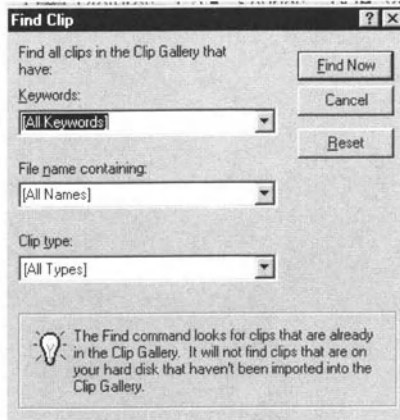 Find Clip
Find all clips in the Clip Gallery that
have:
Find Now
Keywords:
[All Keywords]
Cancel
Reset
File name containing:
[All Names]
Clip type:
[All Types]
The Find command looks for clips that are already
in the Clip Gallery. It will not find clips that are on
your hard disk that haven't been imported into the
Clip Gallery.